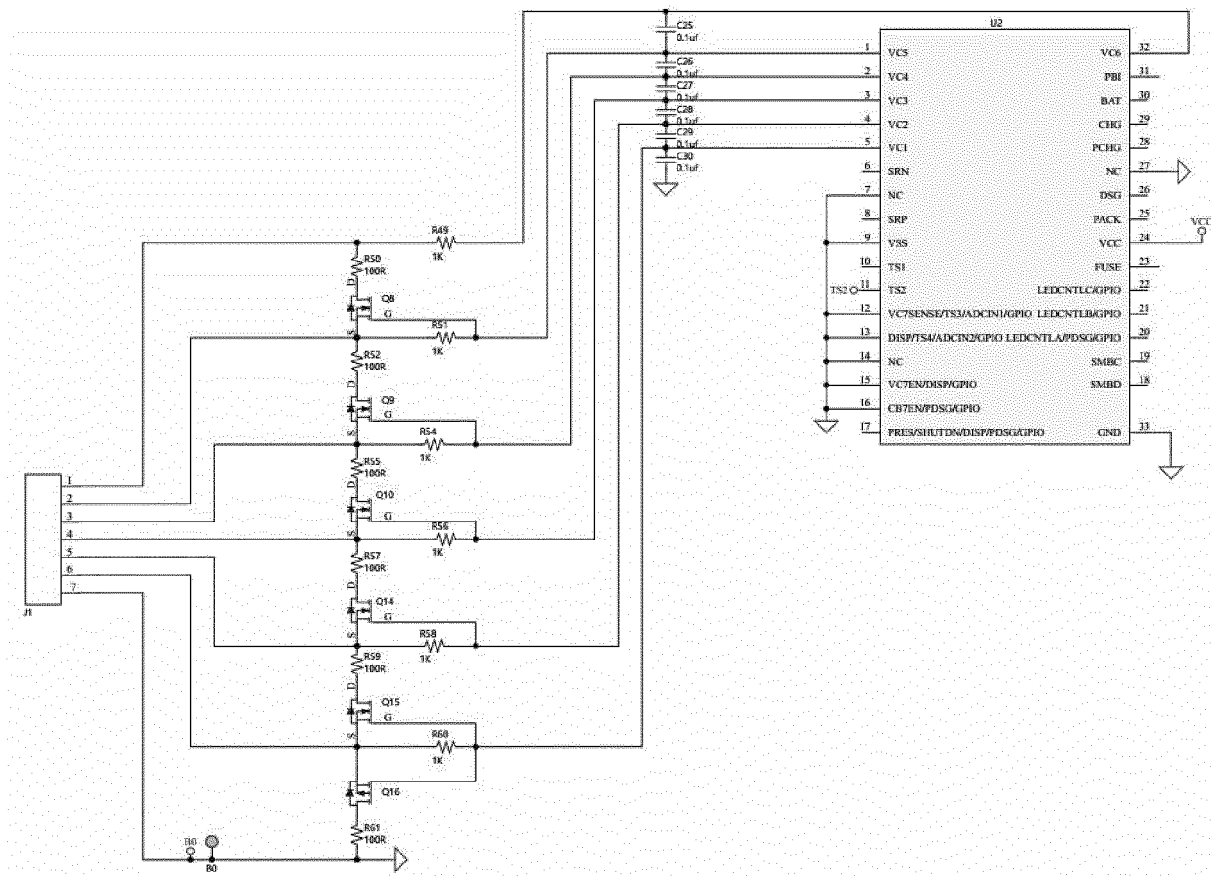 U2
C25
0.1uf
C26
0.1uf
C27
0.1uf
C28
0.1uf
C29
0.1uf
C30
0.1uf
1 VC5
2 VC4
3 VC3
4 VC2
5 VC1
6 SRN
7 NC
8 SRP
9 VSS
10 TS1
TS2 11 TS2
12 VC7SENSE/TS3/ADCIN1/GPIO
13 DISP/TS4/ADCIN2/GPIO
14 NC
15 VC7EN/DISP/GPIO
16 CB7EN/PDSG/GPIO
17 PRES/SHUTDN/DISP/PDSG/GPIO
VC6 32
PBI 31
BAT 30
CHG 29
PCHG 28
NC 27
DSG 26
PACK 25
VCC 24
VCC
FUSE 23
LEDCNTLC/GPIO 22
LEDCNTLB/GPIO 21
LEDCNTLA/PDSG/GPIO 20
SMBC 19
SMBD 18
GND 33
R49
1K
R50
100R
D
Q8
G
S
R51
1K
R52
100R
D
Q9
G
S
R54
1K
R55
100R
D
Q10
G
S
R56
1K
R57
100R
D
Q14
G
S
R58
1K
R59
100R
D
Q15
G
S
R60
1K
Q16
R61
100R
1
2
3
4
5
6
7
J1
B0
B0